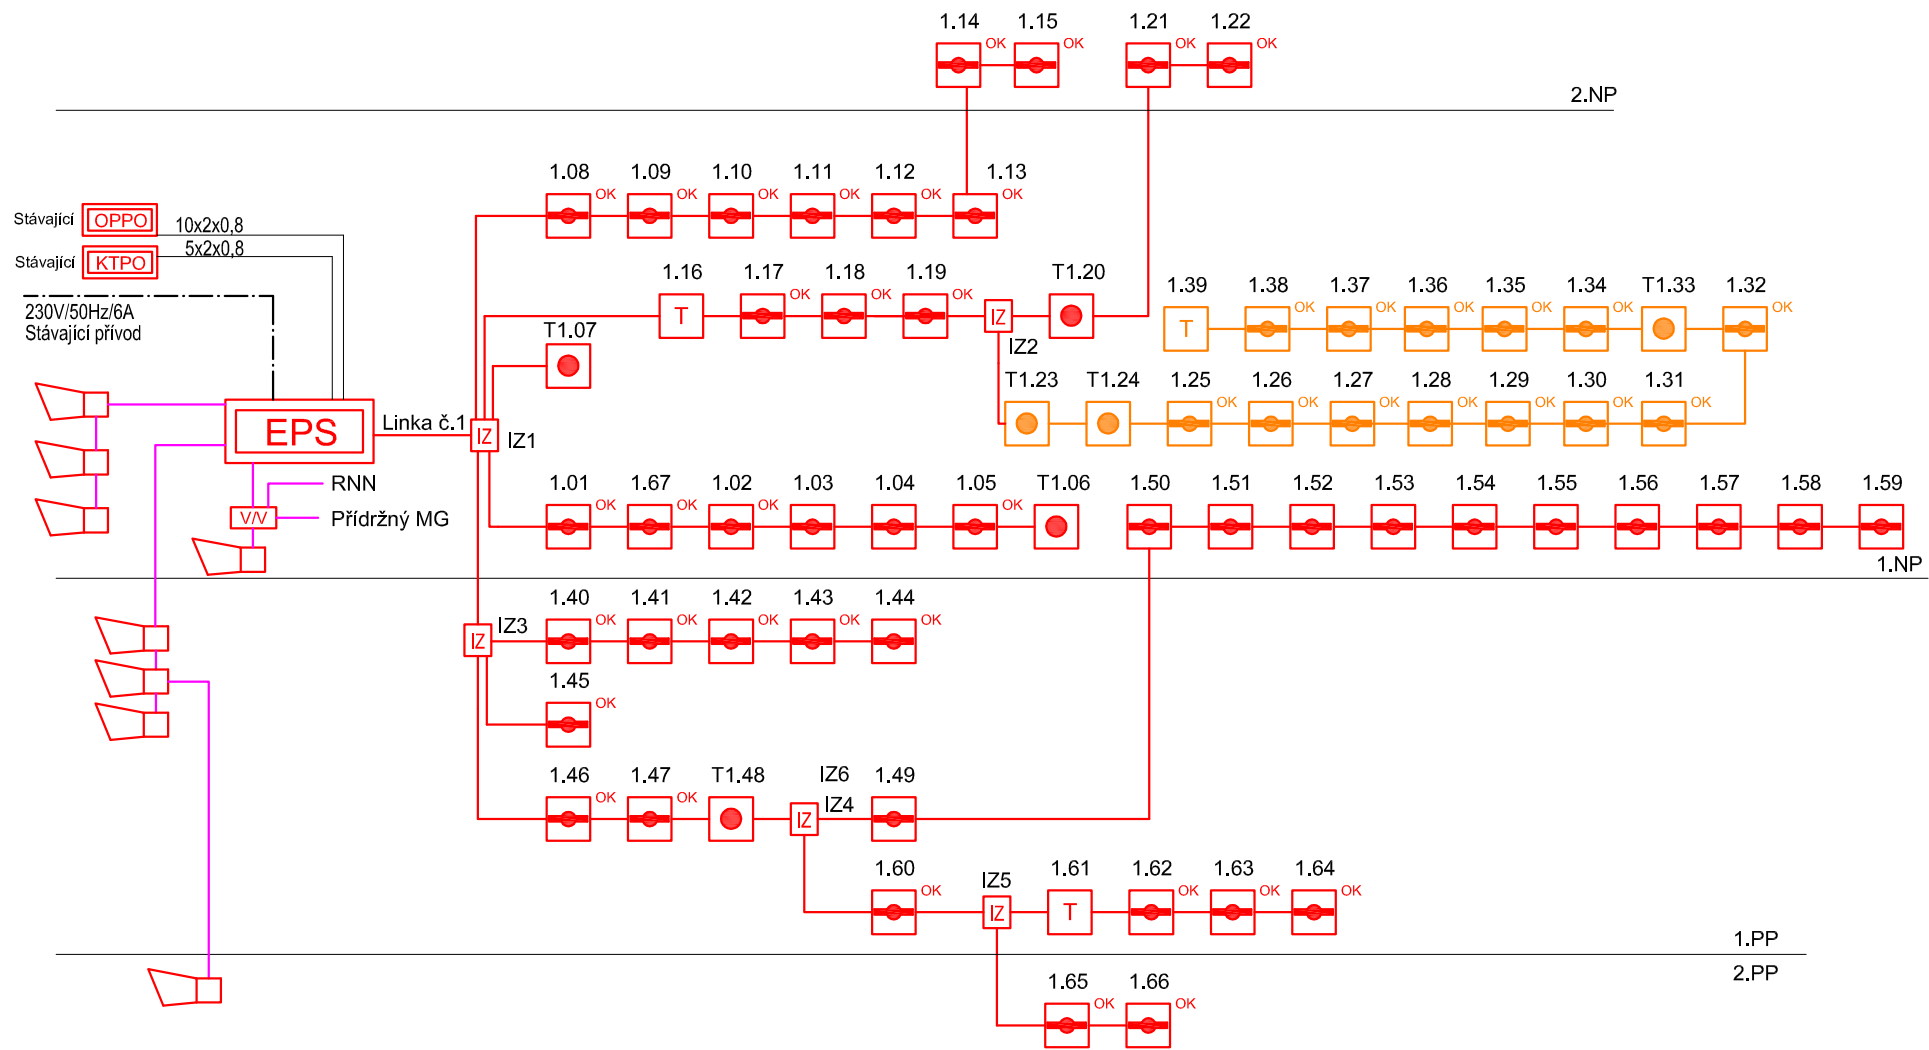 1.14 1.15 1.21 1.22
OK OK OK OK
2.NP
1.08 1.09 1.10 1.11 1.12 1.13
OK OK OK OK OK OK
Stávající OPPO 10x2x0,8
Stávající KTPO 5x2x0,8
230V/50Hz/6A
Stávající přívod
1.16 1.17 1.18 1.19 T1.20
OK OK OK
T IZ
IZ2
1.39 1.38 1.37 1.36 1.35 1.34 T1.33 1.32
OK OK OK OK OK OK
T
T1.07
T1.23 T1.24 1.25 1.26 1.27 1.28 1.29 1.30 1.31
OK OK OK OK OK OK OK
EPS Linka č.1 IZ IZ1
RNN
V/V Přídržný MG
1.01 1.67 1.02 1.03 1.04 1.05 T1.06
OK OK OK OK OK OK
1.50 1.51 1.52 1.53 1.54 1.55 1.56 1.57 1.58 1.59
1.NP
1.40 1.41 1.42 1.43 1.44
OK OK OK OK OK
IZ IZ3
1.45
OK
1.46 1.47 T1.48 IZ6 1.49
OK OK
IZ IZ4
1.60 IZ5 1.61 1.62 1.63 1.64
OK OK OK OK
IZ T
1.PP
2.PP
1.65 1.66
OK OK